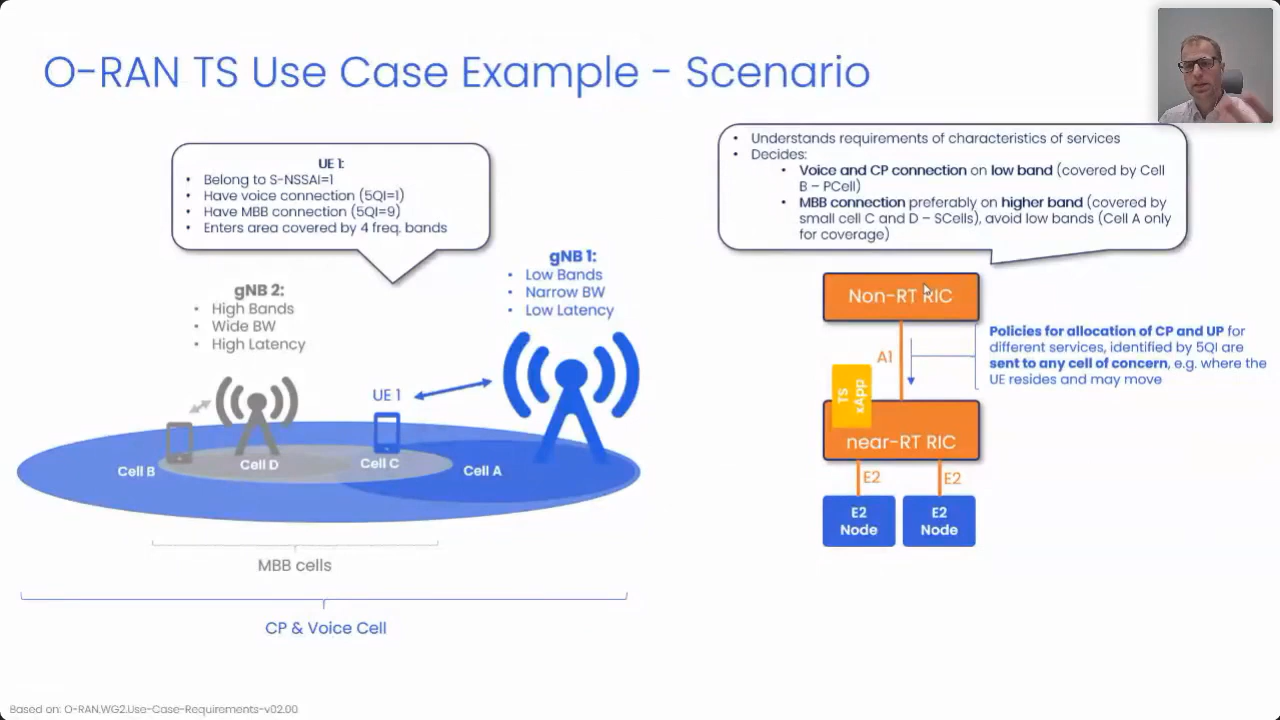 O-RAN TS Use Case Example - Scenario
UE 1:
• Belong to S-NSSAI=1
• Have voice connection (5QI=1)
• Have MBB connection (5QI=9)
• Enters area covered by 4 freq. bands
gNB 2:
• High Bands
• Wide BW
• High Latency
gNB 1:
• Low Bands
• Narrow BW
• Low Latency
UE 1
Cell B
Cell D
Cell C
Cell A
MBB cells
CP & Voice Cell
• Understands requirements of characteristics of services
• Decides:
• Voice and CP connection on low band (covered by Cell
B – PCell)
• MBB connection preferably on higher band (covered by
small cell C and D – SCells), avoid low bands (Cell A only
for coverage)
Non-RT RIC
A1
Policies for allocation of CP and UP for
different services, identified by 5QI are
sent to any cell of concern, e.g. where the
UE resides and may move
TS
xApp
near-RT RIC
E2
E2
E2
Node
E2
Node
Based on: O-RAN.WG2.Use-Case-Requirements-v02.00